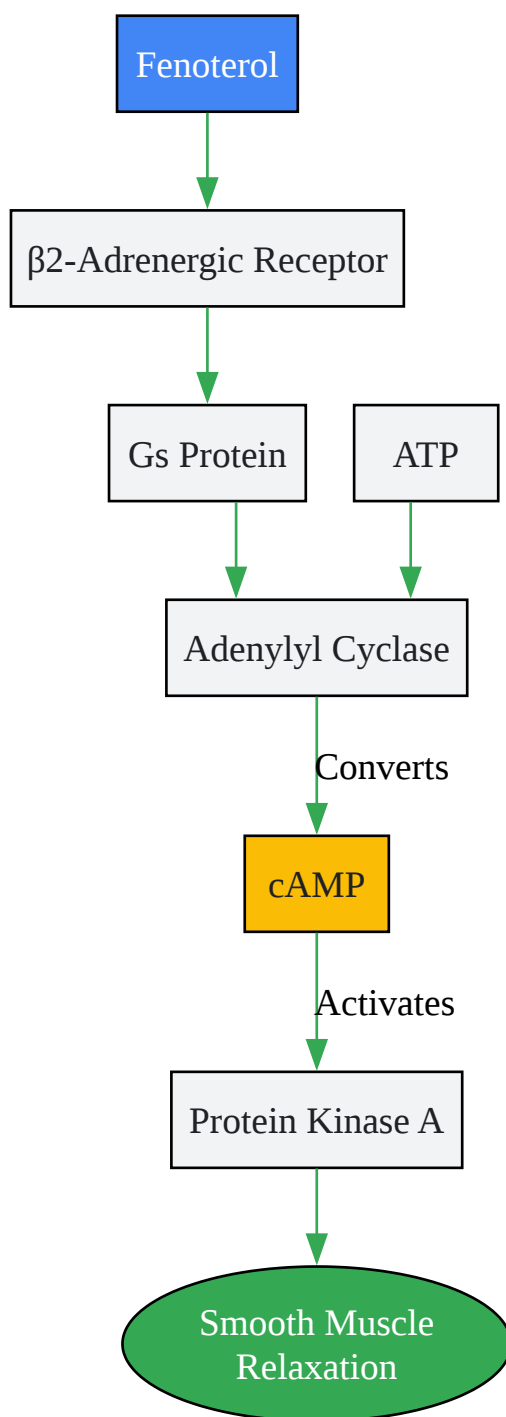 Fenoterol
β2-Adrenergic Receptor
Gs Protein
ATP
Adenylyl Cyclase
Converts
cAMP
Activates
Protein Kinase A
Smooth Muscle
Relaxation